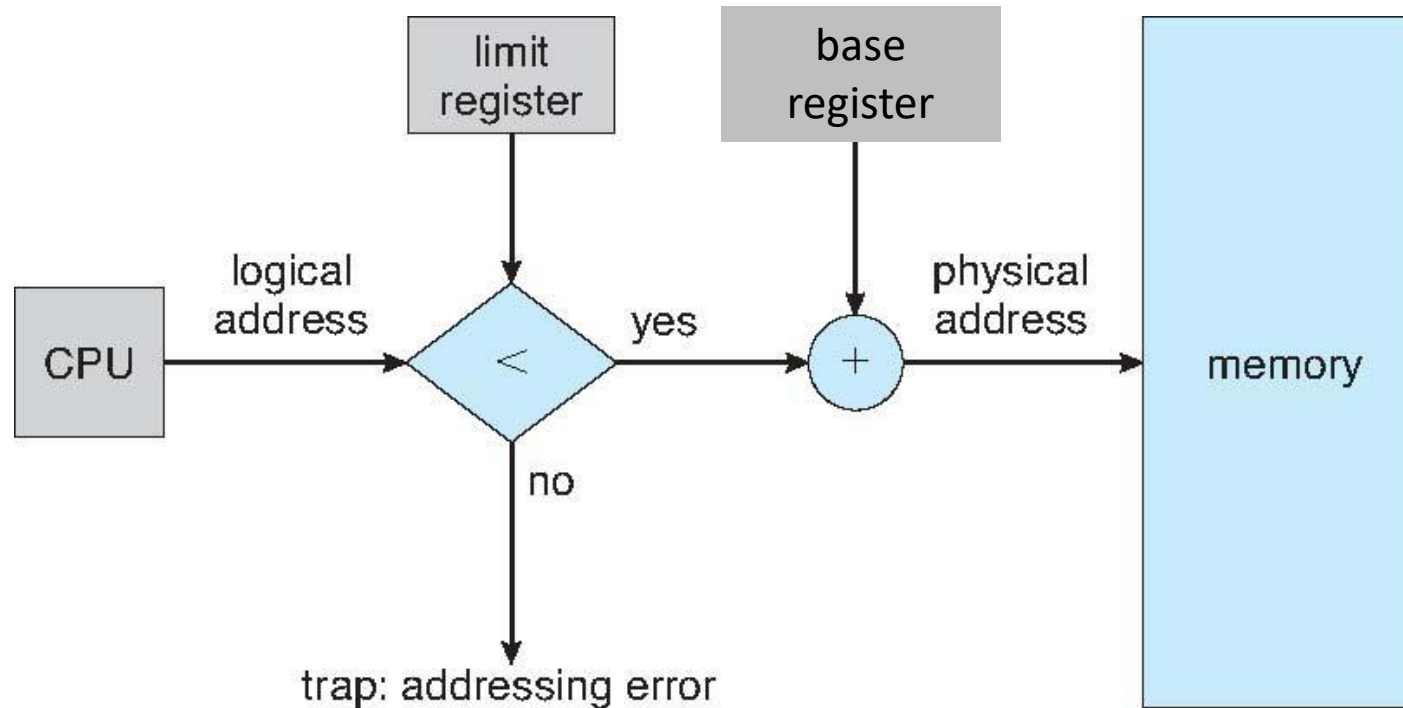 limit
register
base
register
logical
address
physical
address
CPU
<
yes
+
memory
no
trap: addressing error